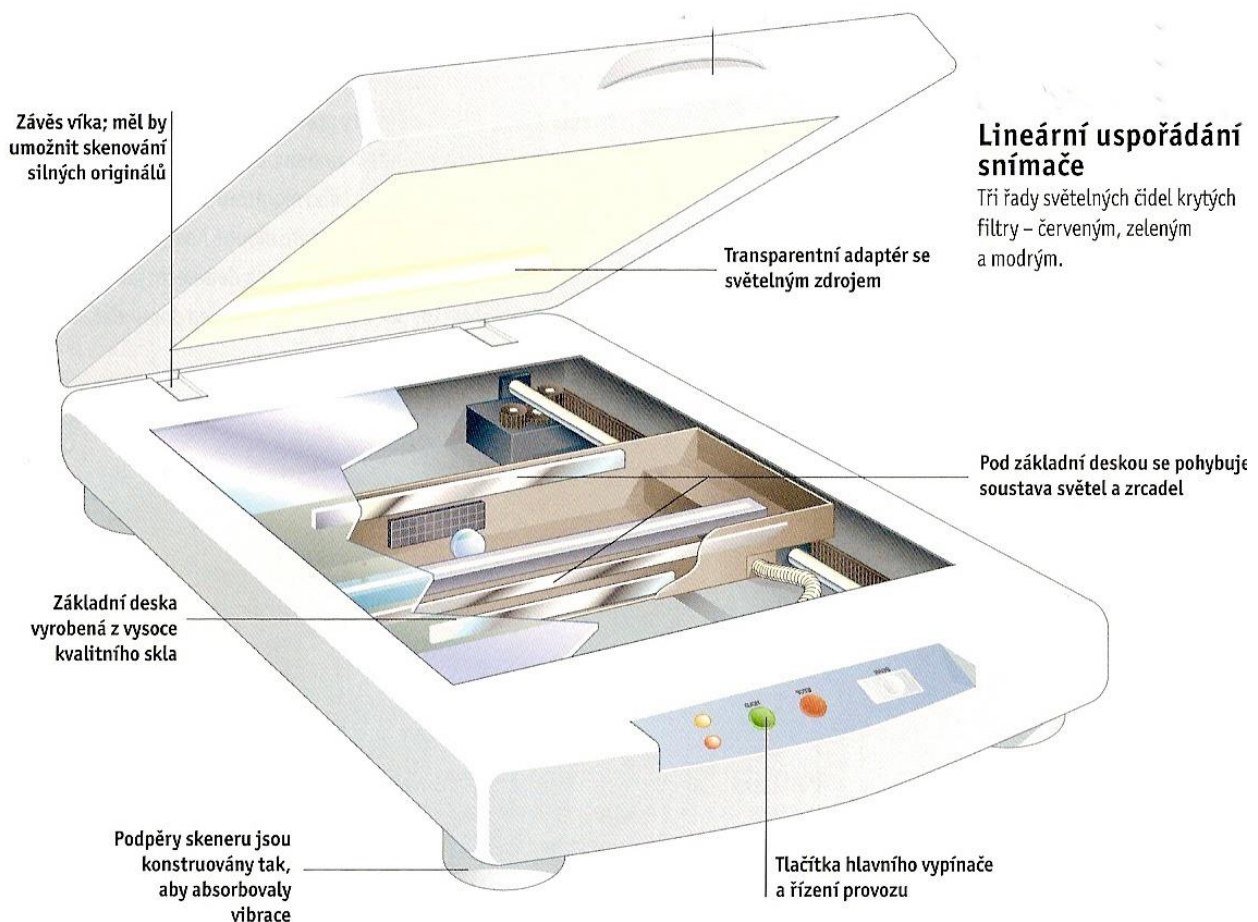 Závěs víka; měl by
umožnit skenování
silných originálů
Lineární uspořádání
snímače
Tři řady světelných čidel krytých
filtry – červeným, zeleným
a modrým.
Transparentní adaptér se
světelným zdrojem
Pod základní deskou se pohybuje
soustava světel a zrcadel
Základní deska
vyrobená z vysoce
kvalitního skla
Podpěry skeneru jsou
konstruovány tak,
aby absorbovaly
vibrace
Tlačítka hlavního vypínače
a řízení provozu